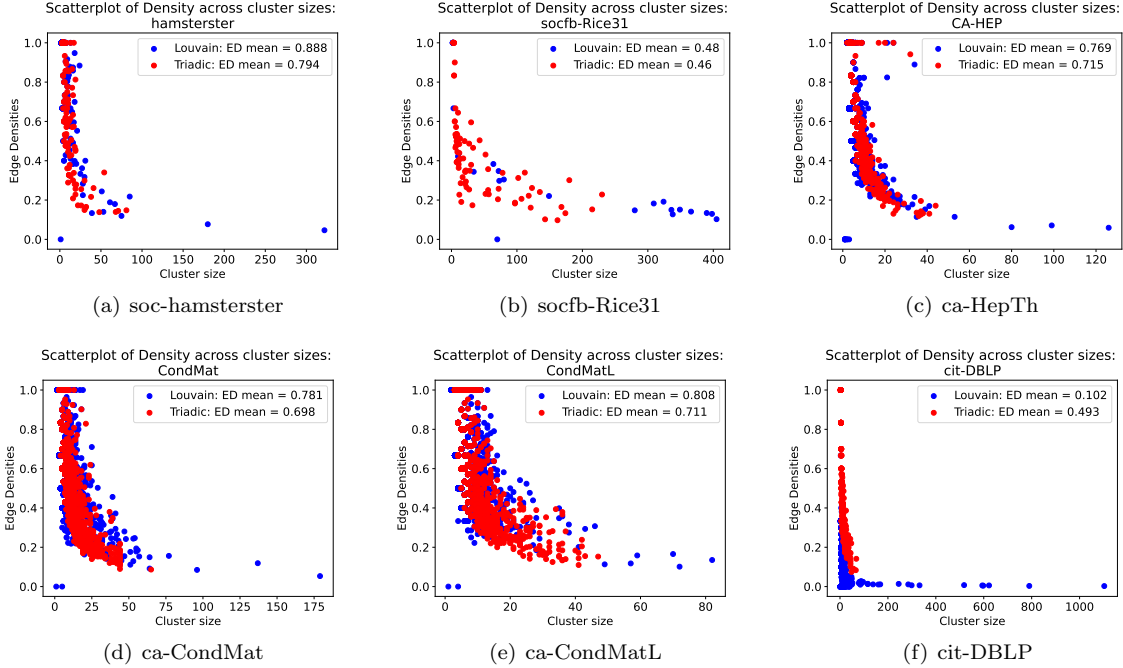 Scatterplot of Density across cluster sizes:
hamsterster
Louvain: ED mean = 0.888
Triadic: ED mean = 0.794
Edge Densities
1.0
0.8
0.6
0.4
0.2
0.0
0 50 100 150 200 250 300
Cluster size
(a) soc-hamsterster
Scatterplot of Density across cluster sizes:
socfb-Rice31
Louvain: ED mean = 0.48
Triadic: ED mean = 0.46
Edge Densities
1.0
0.8
0.6
0.4
0.2
0.0
0 100 200 300 400
Cluster size
(b) socfb-Rice31
Scatterplot of Density across cluster sizes:
CA-HEP
Louvain: ED mean = 0.769
Triadic: ED mean = 0.715
Edge Densities
1.0
0.8
0.6
0.4
0.2
0.0
0 20 40 60 80 100 120
Cluster size
(c) ca-HepTh
Scatterplot of Density across cluster sizes:
CondMat
Louvain: ED mean = 0.781
Triadic: ED mean = 0.698
Edge Densities
1.0
0.8
0.6
0.4
0.2
0.0
0 25 50 75 100 125 150 175
Cluster size
(d) ca-CondMat
Scatterplot of Density across cluster sizes:
CondMatL
Louvain: ED mean = 0.808
Triadic: ED mean = 0.711
Edge Densities
1.0
0.8
0.6
0.4
0.2
0.0
0 20 40 60 80
Cluster size
(e) ca-CondMatL
Scatterplot of Density across cluster sizes:
cit-DBLP
Louvain: ED mean = 0.102
Triadic: ED mean = 0.493
Edge Densities
1.0
0.8
0.6
0.4
0.2
0.0
0 200 400 600 800 1000
Cluster size
(f) cit-DBLP